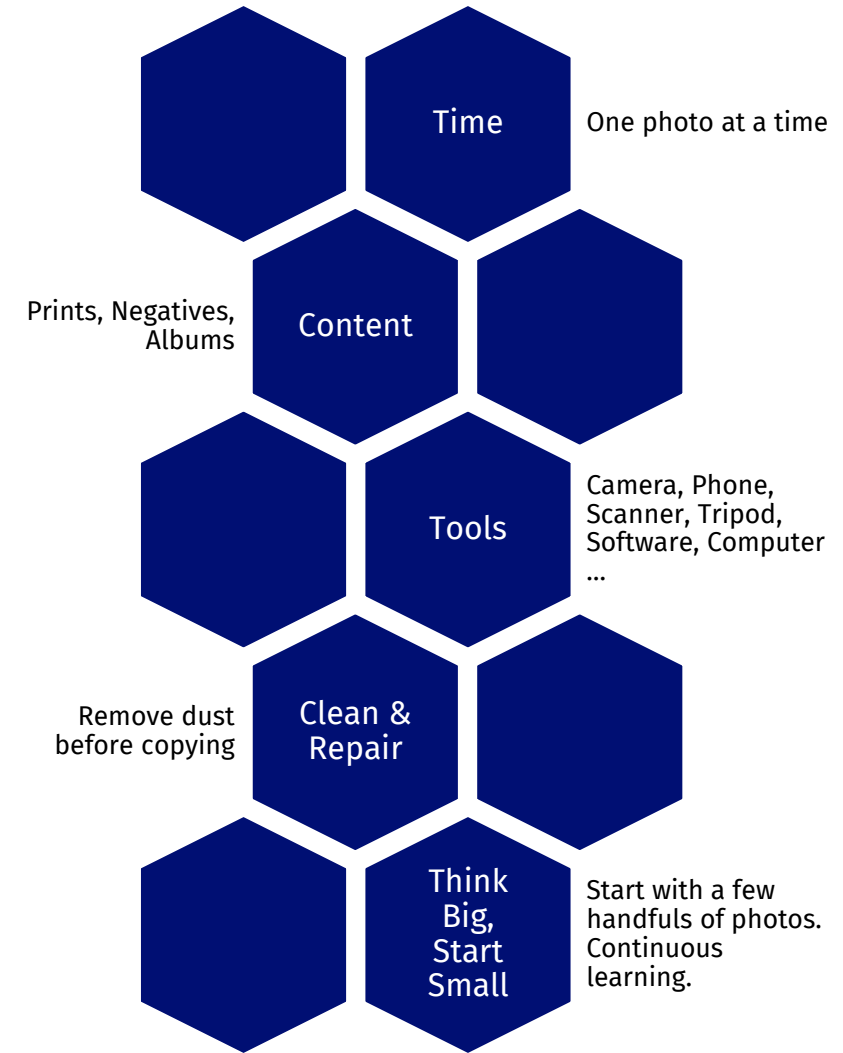 Time
One photo at a time
Prints, Negatives,
Albums
Content
Tools
Camera, Phone,
Scanner, Tripod,
Software, Computer
...
Remove dust
before copying
Clean &
Repair
Think
Big,
Start
Small
Start with a few
handfuls of photos.
Continuous
learning.